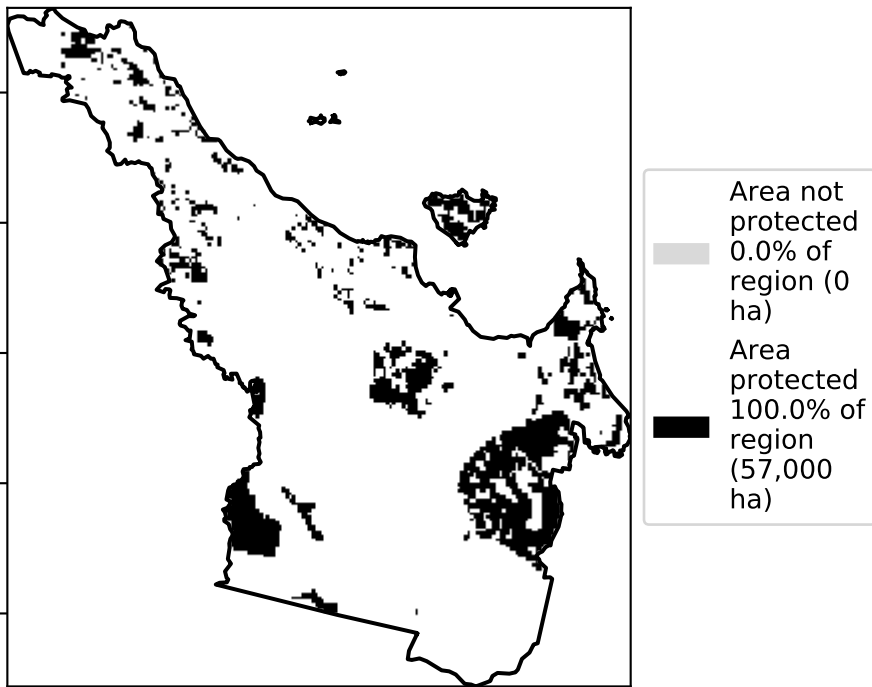 Area not
protected
0.0% of
region (0
ha)
Area
protected
100.0% of
region
(57,000
ha)